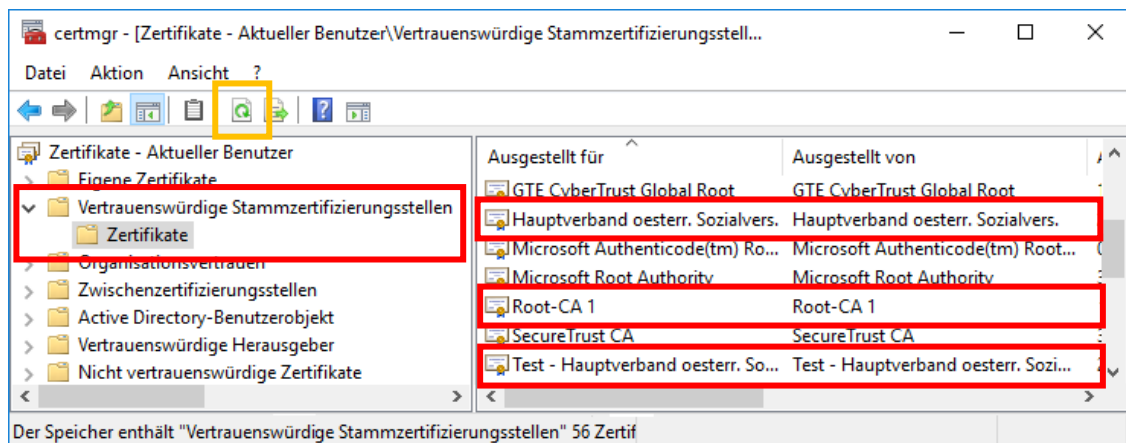 certmgr - [Zertifikate - Aktueller Benutzer\Vertrauenswürdige Stammzertifizierungsstell...
Datei Aktion Ansicht ?
Zertifikate - Aktueller Benutzer
Eigene Zertifikate
Vertrauenswürdige Stammzertifizierungsstellen
Zertifikate
Organisationsvertrauen
Zwischenzertifizierungsstellen
Active Directory-Benutzerobjekt
Vertrauenswürdige Herausgeber
Nicht vertrauenswürdige Zertifikate
Ausgestellt für Ausgestellt von
GTE CyberTrust Global Root GTE CyberTrust Global Root
Hauptverband oesterr. Sozialvers. Hauptverband oesterr. Sozialvers.
Microsoft Authenticode(tm) Ro... Microsoft Authenticode(tm) Root...
Microsoft Root Authority Microsoft Root Authority
Root-CA 1 Root-CA 1
SecureTrust CA SecureTrust CA
Test - Hauptverband oesterr. So... Test - Hauptverband oesterr. Sozi...
Der Speicher enthält "Vertrauenswürdige Stammzertifizierungsstellen" 56 Zertif